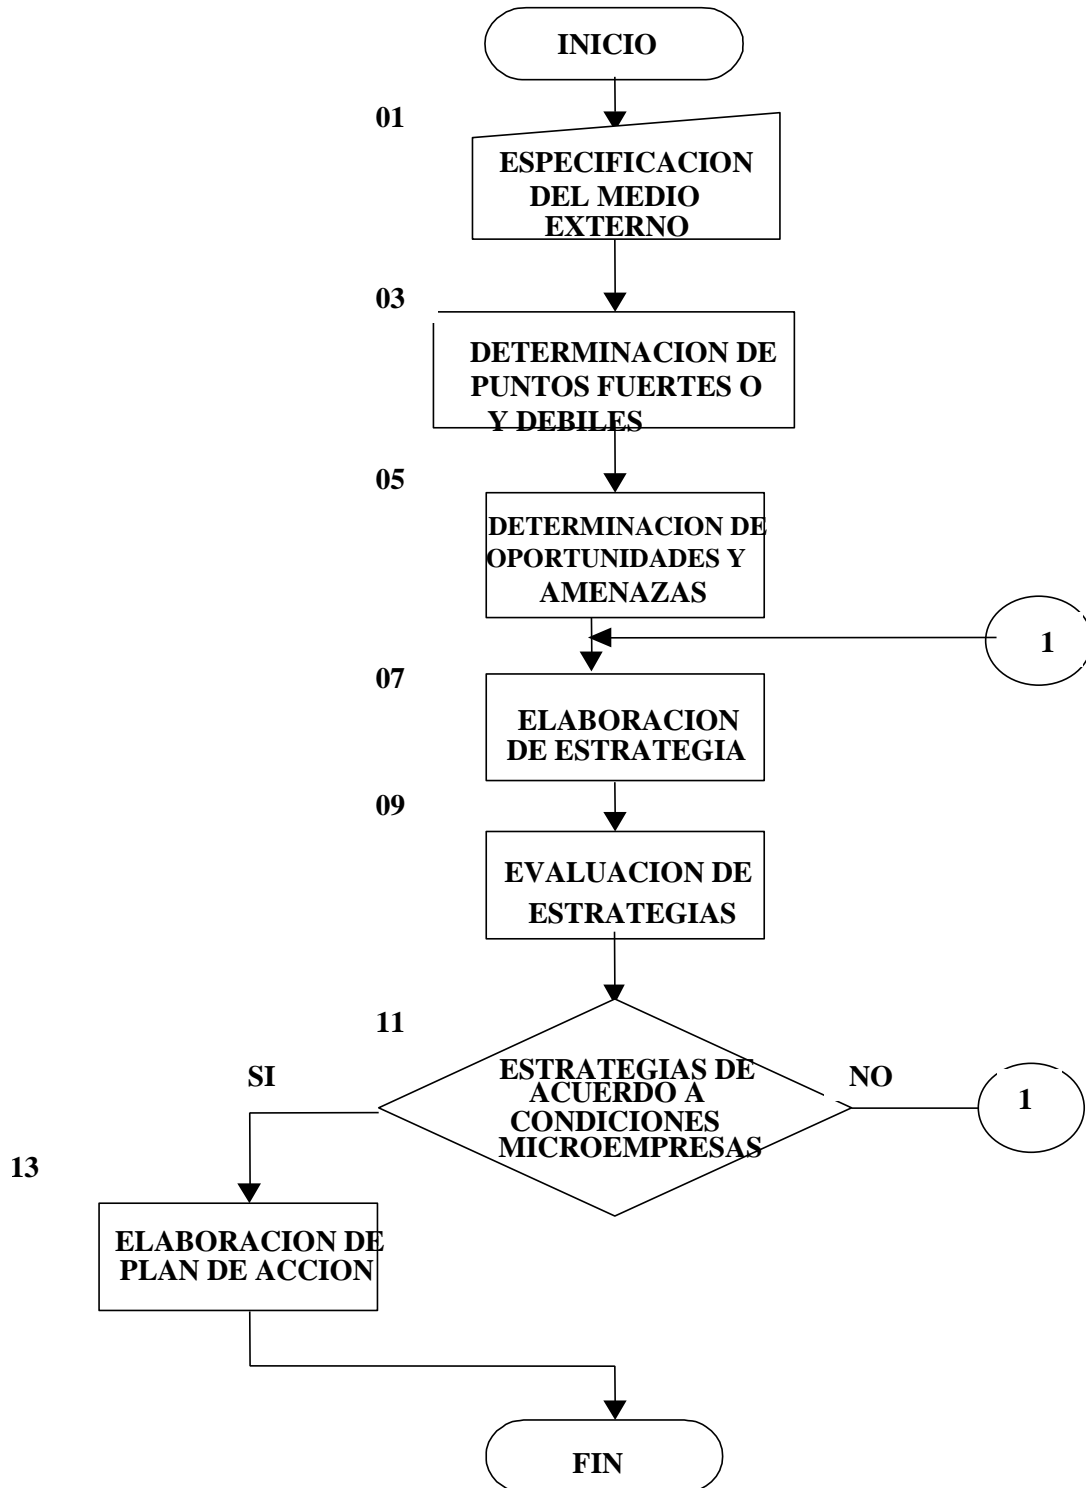 INICIO
01
ESPECIFICACION
DEL MEDIO
EXTERNO
03
DETERMINACION DE
PUNTOS FUERTES O
Y DEBILES
05
DETERMINACION DE
OPORTUNIDADES Y
AMENAZAS
1
07
ELABORACION
DE ESTRATEGIA
09
EVALUACION DE
ESTRATEGIAS
11
ESTRATEGIAS DE
ACUERDO A
CONDICIONES
MICROEMPRESAS
SI
NO
1
13
ELABORACION DE
PLAN DE ACCION
FIN